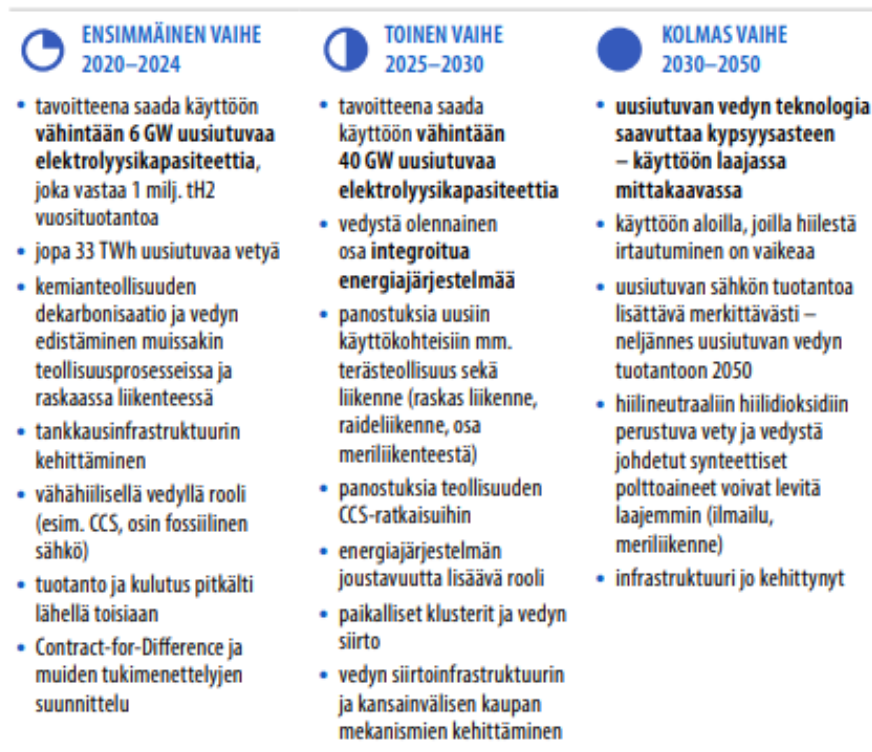 ENSIMMÄINEN VAIHE
2020–2024
• tavoitteena saada käyttöön
vähintään 6 GW uusiutuvaa
elektrolyysikapasiteettia,
joka vastaa 1 milj. tH2
vuosituotantoa
• jopa 33 TWh uusiutuvaa vetyä
• kemianteollisuuden
dekarbonisaatio ja vedyn
edistäminen muissakin
teollisuusprosesseissa ja
raskaassa liikenteessä
• tankkausinfrastruktuurin
kehittäminen
• vähähiilisellä vedyllä rooli
(esim. CCS, osin fossiilinen
sähkö)
• tuotanto ja kulutus pitkälti
lähellä toisiaan
• Contract-for-Difference ja
muiden tukimenettelyjen
suunnittelu
TOINEN VAIHE
2025–2030
• tavoitteena saada
käyttöön vähintään
40 GW uusiutuvaa
elektrolyysikapasiteettia
• vedystä olennainen
osa integroitua
energiajärjestelmää
• panostuksia uusiin
käyttökohteisiin mm.
terästeollisuus sekä
liikenne (raskas liikenne,
raideliikenne, osa
meriliikenteestä)
• panostuksia teollisuuden
CCS-ratkaisuihin
• energiajärjestelmän
joustavuutta lisäävä rooli
• paikalliset klusterit ja vedyn
siirto
• vedyn siirtoinfrastruktuurin
ja kansainvälisen kaupan
mekanismien kehittäminen
KOLMAS VAIHE
2030–2050
• uusiutuvan vedyn teknologia
saavuttaa kypsyysasteen
– käyttöön laajassa
mittakaavassa
• käyttöön aloilla, joilla hiilestä
irtautuminen on vaikeaa
• uusiutuvan sähkön tuotantoa
lisättävä merkittävästi –
neljännes uusiutuvan vedyn
tuotantoon 2050
• hiilineutraaliin hiilidioksidiin
perustuva vety ja vedystä
johdetut synteettiset
polttoaineet voivat levitä
laajemmin (ilmailu,
meriliikenne)
• infrastruktuuri jo kehittynyt